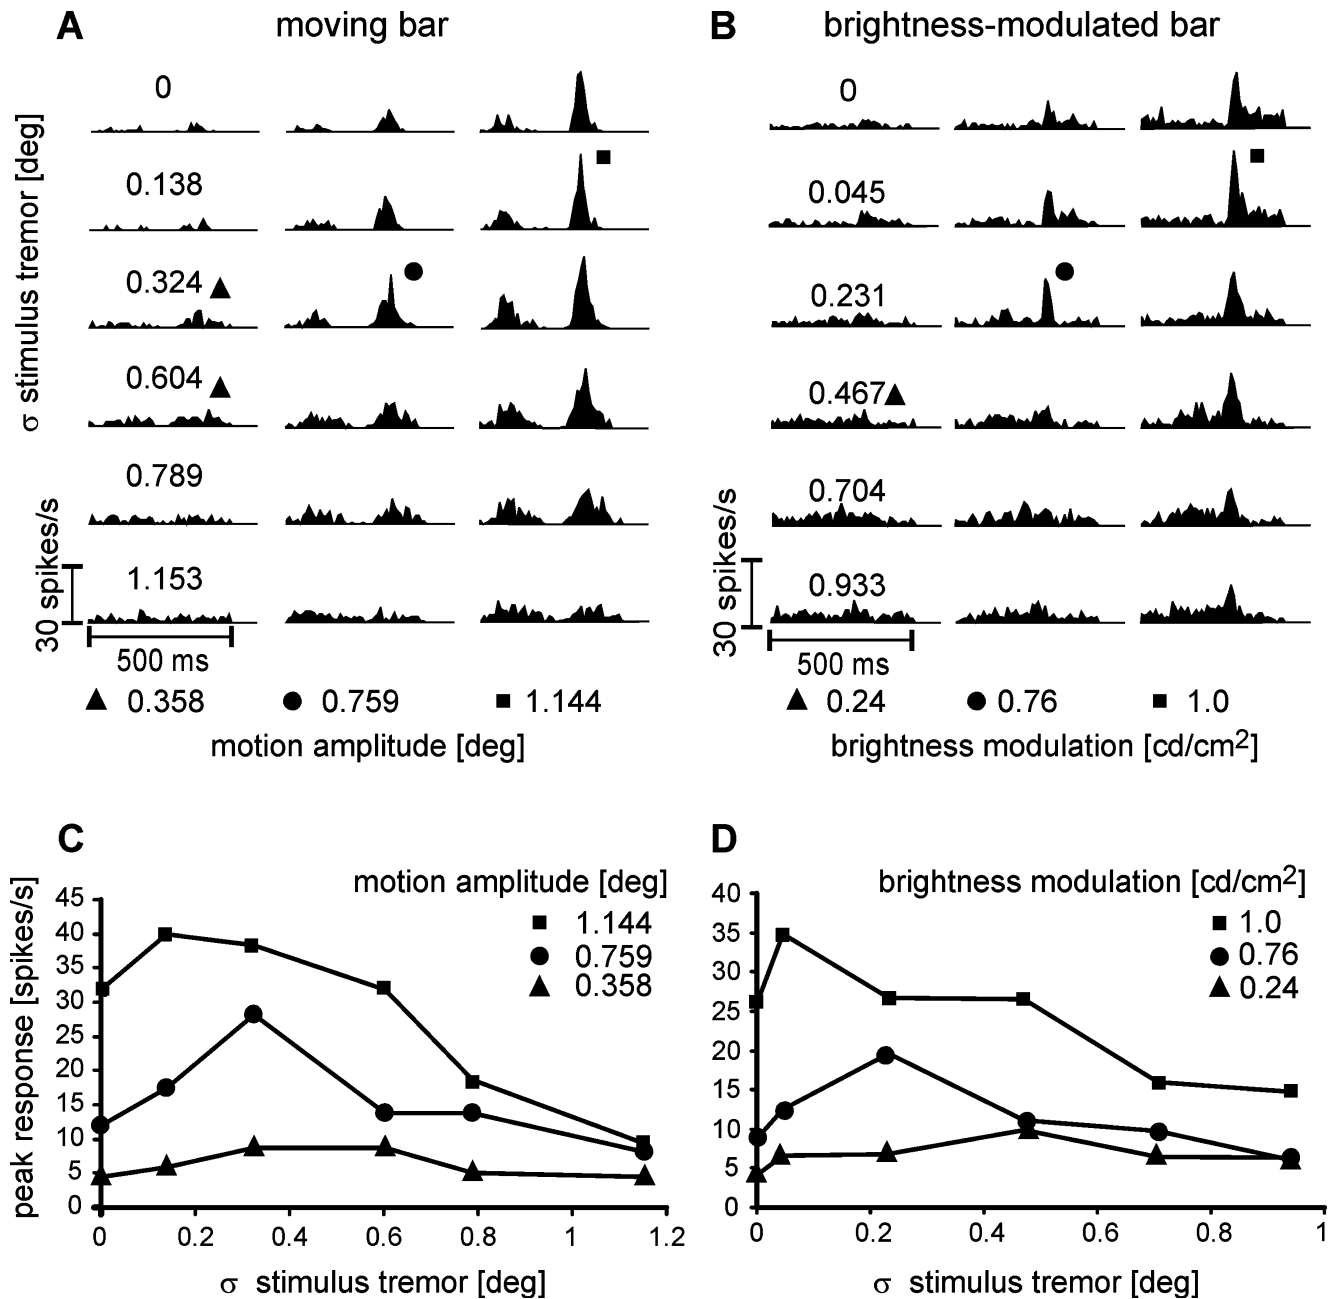 A moving bar
σ stimulus tremor [deg]
0
0.138
0.324
0.604
0.789
1.153
30 spikes/s
500 ms
0.358 0.759 1.144
motion amplitude [deg]
B brightness-modulated bar
0
0.045
0.231
0.467
0.704
0.933
30 spikes/s
500 ms
0.24 0.76 1.0
brightness modulation [cd/cm2]
C
motion amplitude [deg]
1.144
0.759
0.358
peak response [spikes/s]
45
40
35
30
25
20
15
10
5
0
0 0.2 0.4 0.6 0.8 1 1.2
σ stimulus tremor [deg]
D
brightness modulation [cd/cm2]
1.0
0.76
0.24
40
35
30
25
20
15
10
5
0
0 0.2 0.4 0.6 0.8 1
σ stimulus tremor [deg]